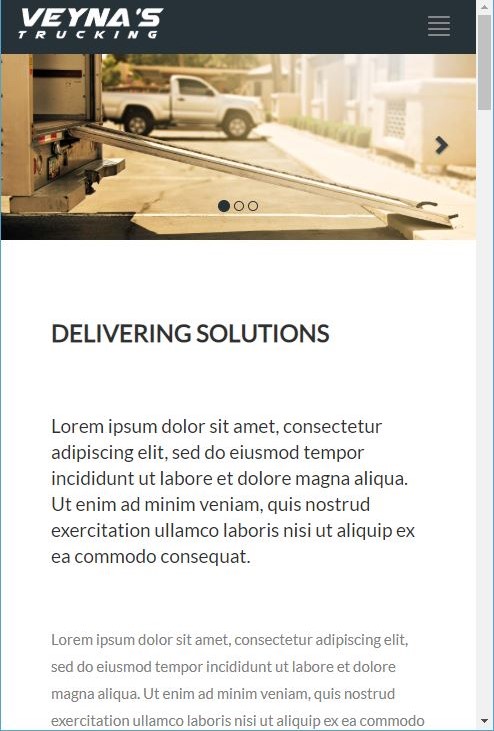 VEYNA'S
TRUCKING
DELIVERING SOLUTIONS
Lorem ipsum dolor sit amet, consectetur
adipiscing elit, sed do eiusmod tempor
incididunt ut labore et dolore magna aliqua.
Ut enim ad minim veniam, quis nostrud
exercitation ullamco laboris nisi ut aliquip ex
ea commodo consequat.
Lorem ipsum dolor sit amet, consectetur adipiscing elit,
sed do eiusmod tempor incididunt ut labore et dolore
magna aliqua. Ut enim ad minim veniam, quis nostrud
exercitation ullamco laboris nisi ut aliquip ex ea commodo